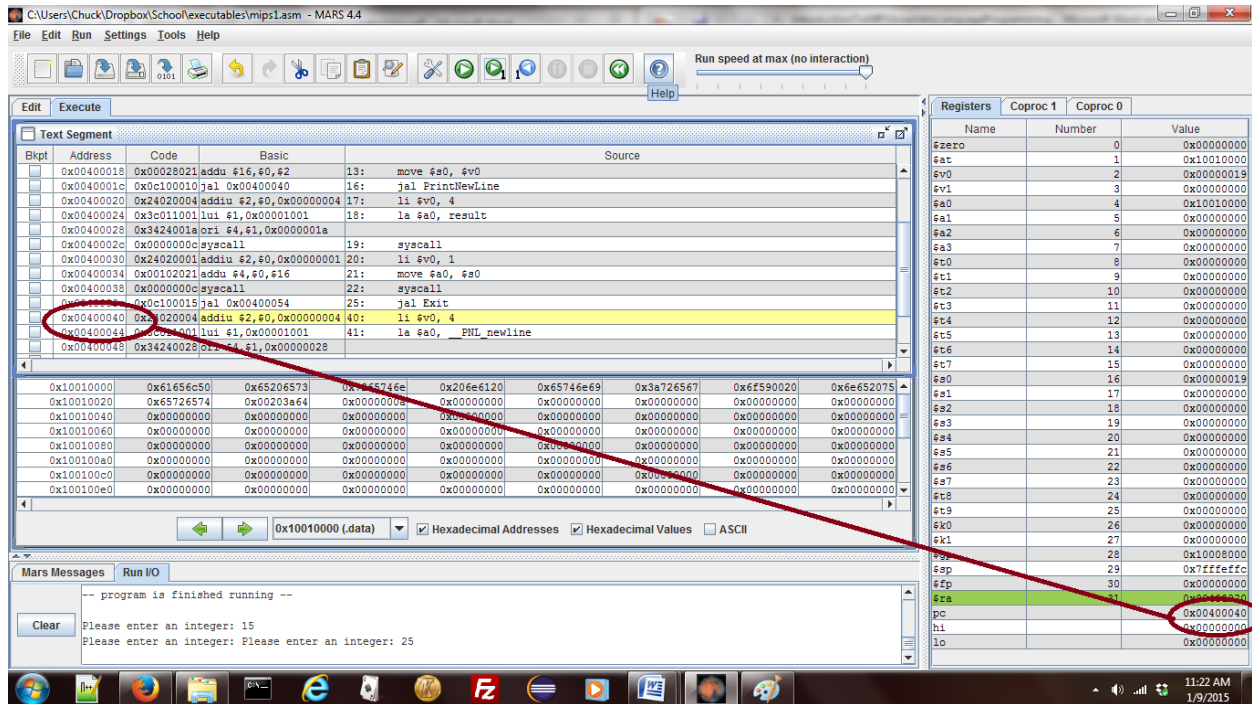 C:\Users\Chuck\Dropbox\School\executables\mips1.asm - MARS 4.4
File Edit Run Settings Tools Help
Run speed at max (no interaction)
Help
Edit Execute
Text Segment
Bkpt Address Code Basic Source
0x00400018 0x00028021 addu $16,$0,$2 13: move $s0, $v0
0x0040001c 0x0c100010 jal 0x00400040 16: jal PrintNewLine
0x00400020 0x24020004 addiu $2,$0,0x00000004 17: li $v0, 4
0x00400024 0x3c011001 lui $1,0x00001001 18: la $a0, result
0x00400028 0x3424001a ori $4,$1,0x0000001a
0x0040002c 0x0000000c syscall 19: syscall
0x00400030 0x24020001 addiu $2,$0,0x00000001 20: li $v0, 1
0x00400034 0x00102021 addu $4,$0,$16 21: move $a0, $s0
0x00400038 0x0000000c syscall 22: syscall
0x0c100015 jal 0x00400054 25: jal Exit
0x00400040 0x24020004 addiu $2,$0,0x00000004 40: li $v0, 4
0x00400044 0x3c011001 lui $1,0x00001001 41: la $a0, __PNL_newline
0x00400048 0x34240028 ori $4,$1,0x00000028
0x10010000 0x61656c50 0x65206573 0x7265746e 0x206e6120 0x65746e69 0x3a726567 0x6f590020 0x6e652075
0x10010020 0x65726574 0x00203a64 0x0000000a 0x00000000 0x00000000 0x00000000 0x00000000 0x00000000
0x10010040 0x00000000 0x00000000 0x00000000 0x00000000 0x00000000 0x00000000 0x00000000 0x00000000
0x10010060 0x00000000 0x00000000 0x00000000 0x00000000 0x00000000 0x00000000 0x00000000 0x00000000
0x10010080 0x00000000 0x00000000 0x00000000 0x00000000 0x00000000 0x00000000 0x00000000 0x00000000
0x100100a0 0x00000000 0x00000000 0x00000000 0x00000000 0x00000000 0x00000000 0x00000000 0x00000000
0x100100c0 0x00000000 0x00000000 0x00000000 0x00000000 0x00000000 0x00000000 0x00000000 0x00000000
0x100100e0 0x00000000 0x00000000 0x00000000 0x00000000 0x00000000 0x00000000 0x00000000 0x00000000
0x10010000 (.data) Hexadecimal Addresses Hexadecimal Values ASCII
Mars Messages Run I/O
-- program is finished running --
Clear
Please enter an integer: 15
Please enter an integer: Please enter an integer: 25
Registers Coproc 1 Coproc 0
Name Number Value
$zero 0 0x00000000
$at 1 0x10010000
$v0 2 0x00000019
$v1 3 0x00000000
$a0 4 0x10010000
$a1 5 0x00000000
$a2 6 0x00000000
$a3 7 0x00000000
$t0 8 0x00000000
$t1 9 0x00000000
$t2 10 0x00000000
$t3 11 0x00000000
$t4 12 0x00000000
$t5 13 0x00000000
$t6 14 0x00000000
$t7 15 0x00000000
$s0 16 0x00000019
$s1 17 0x00000000
$s2 18 0x00000000
$s3 19 0x00000000
$s4 20 0x00000000
$s5 21 0x00000000
$s6 22 0x00000000
$s7 23 0x00000000
$t8 24 0x00000000
$t9 25 0x00000000
$k0 26 0x00000000
$k1 27 0x00000000
$gp 28 0x10008000
$sp 29 0x7fffeffc
$fp 30 0x00000000
$ra 31 0x00400020
pc 0x00400040
hi 0x00000000
lo 0x00000000
11:22 AM
1/9/2015